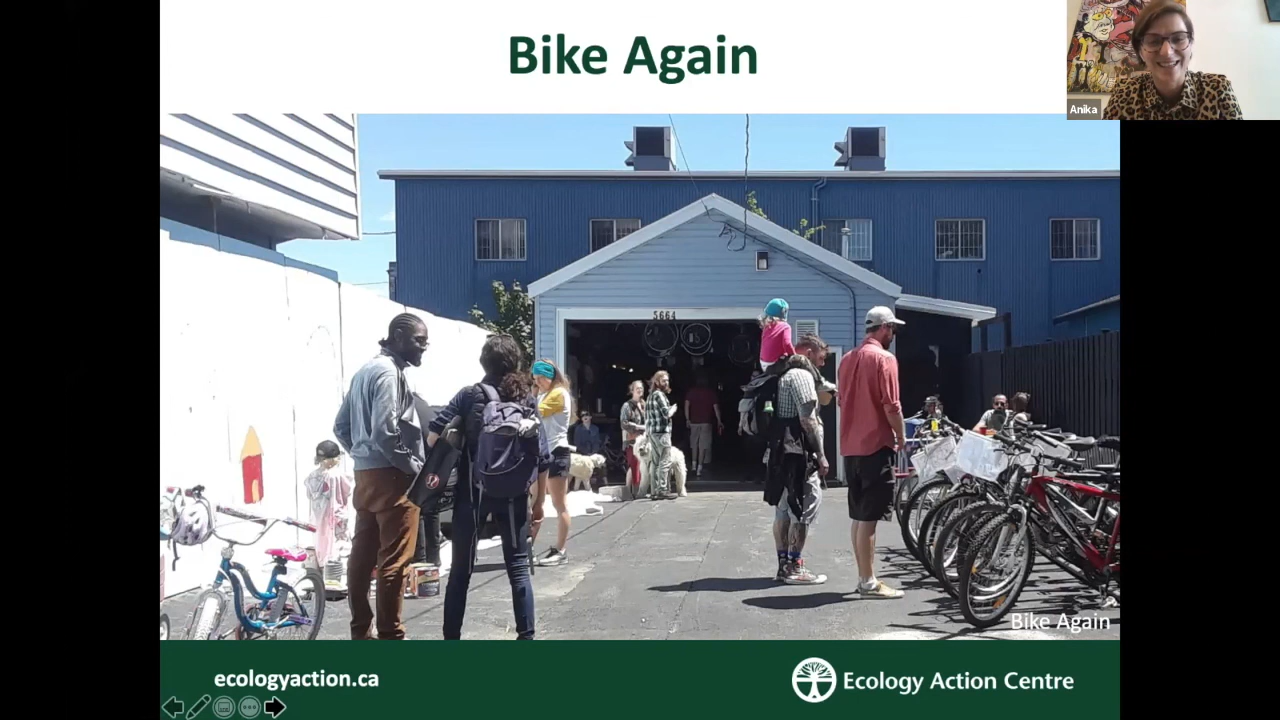 Bike Again
Anika
5664
Bike Again
ecologyaction.ca
Ecology Action Centre